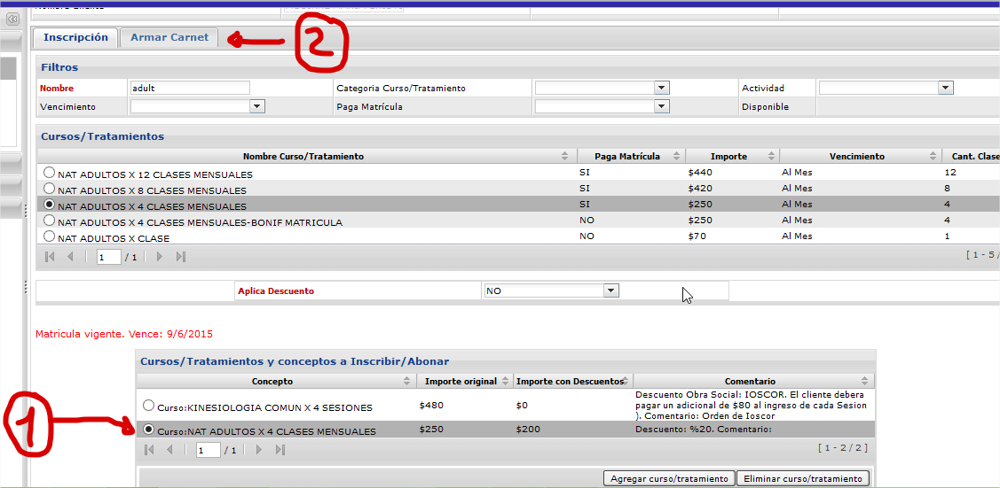 Nombre Cliente
Inscripción Armar Carnet 2
Filtros
Nombre adult Categoria Curso/Tratamiento Actividad
Vencimiento Paga Matrícula Disponible
Cursos/Tratamientos
Nombre Curso/Tratamiento Paga Matrícula Importe Vencimiento Cant. Clase
NAT ADULTOS X 12 CLASES MENSUALES SI $440 Al Mes 12
NAT ADULTOS X 8 CLASES MENSUALES SI $420 Al Mes 8
NAT ADULTOS X 4 CLASES MENSUALES SI $250 Al Mes 4
NAT ADULTOS X 4 CLASES MENSUALES-BONIF MATRICULA NO $250 Al Mes 4
NAT ADULTOS X CLASE NO $70 Al Mes 1
1 / 1 [ 1 - 5 /
Aplica Descuento NO
Matricula vigente. Vence: 9/6/2015
Cursos/Tratamientos y conceptos a Inscribir/Abonar
Concepto Importe original Importe con Descuentos Comentario
Curso:KINESIOLOGIA COMUN X 4 SESIONES $480 $0 Descuento Obra Social: IOSCOR. El cliente debera
pagar un adicional de $80 al ingreso de cada Sesion
). Comentario: Orden de Ioscor
1 Curso:NAT ADULTOS X 4 CLASES MENSUALES $250 $200 Descuento: %20. Comentario:
1 / 1 [ 1 - 2 / 2 ]
Agregar curso/tratamiento Eliminar curso/tratamiento